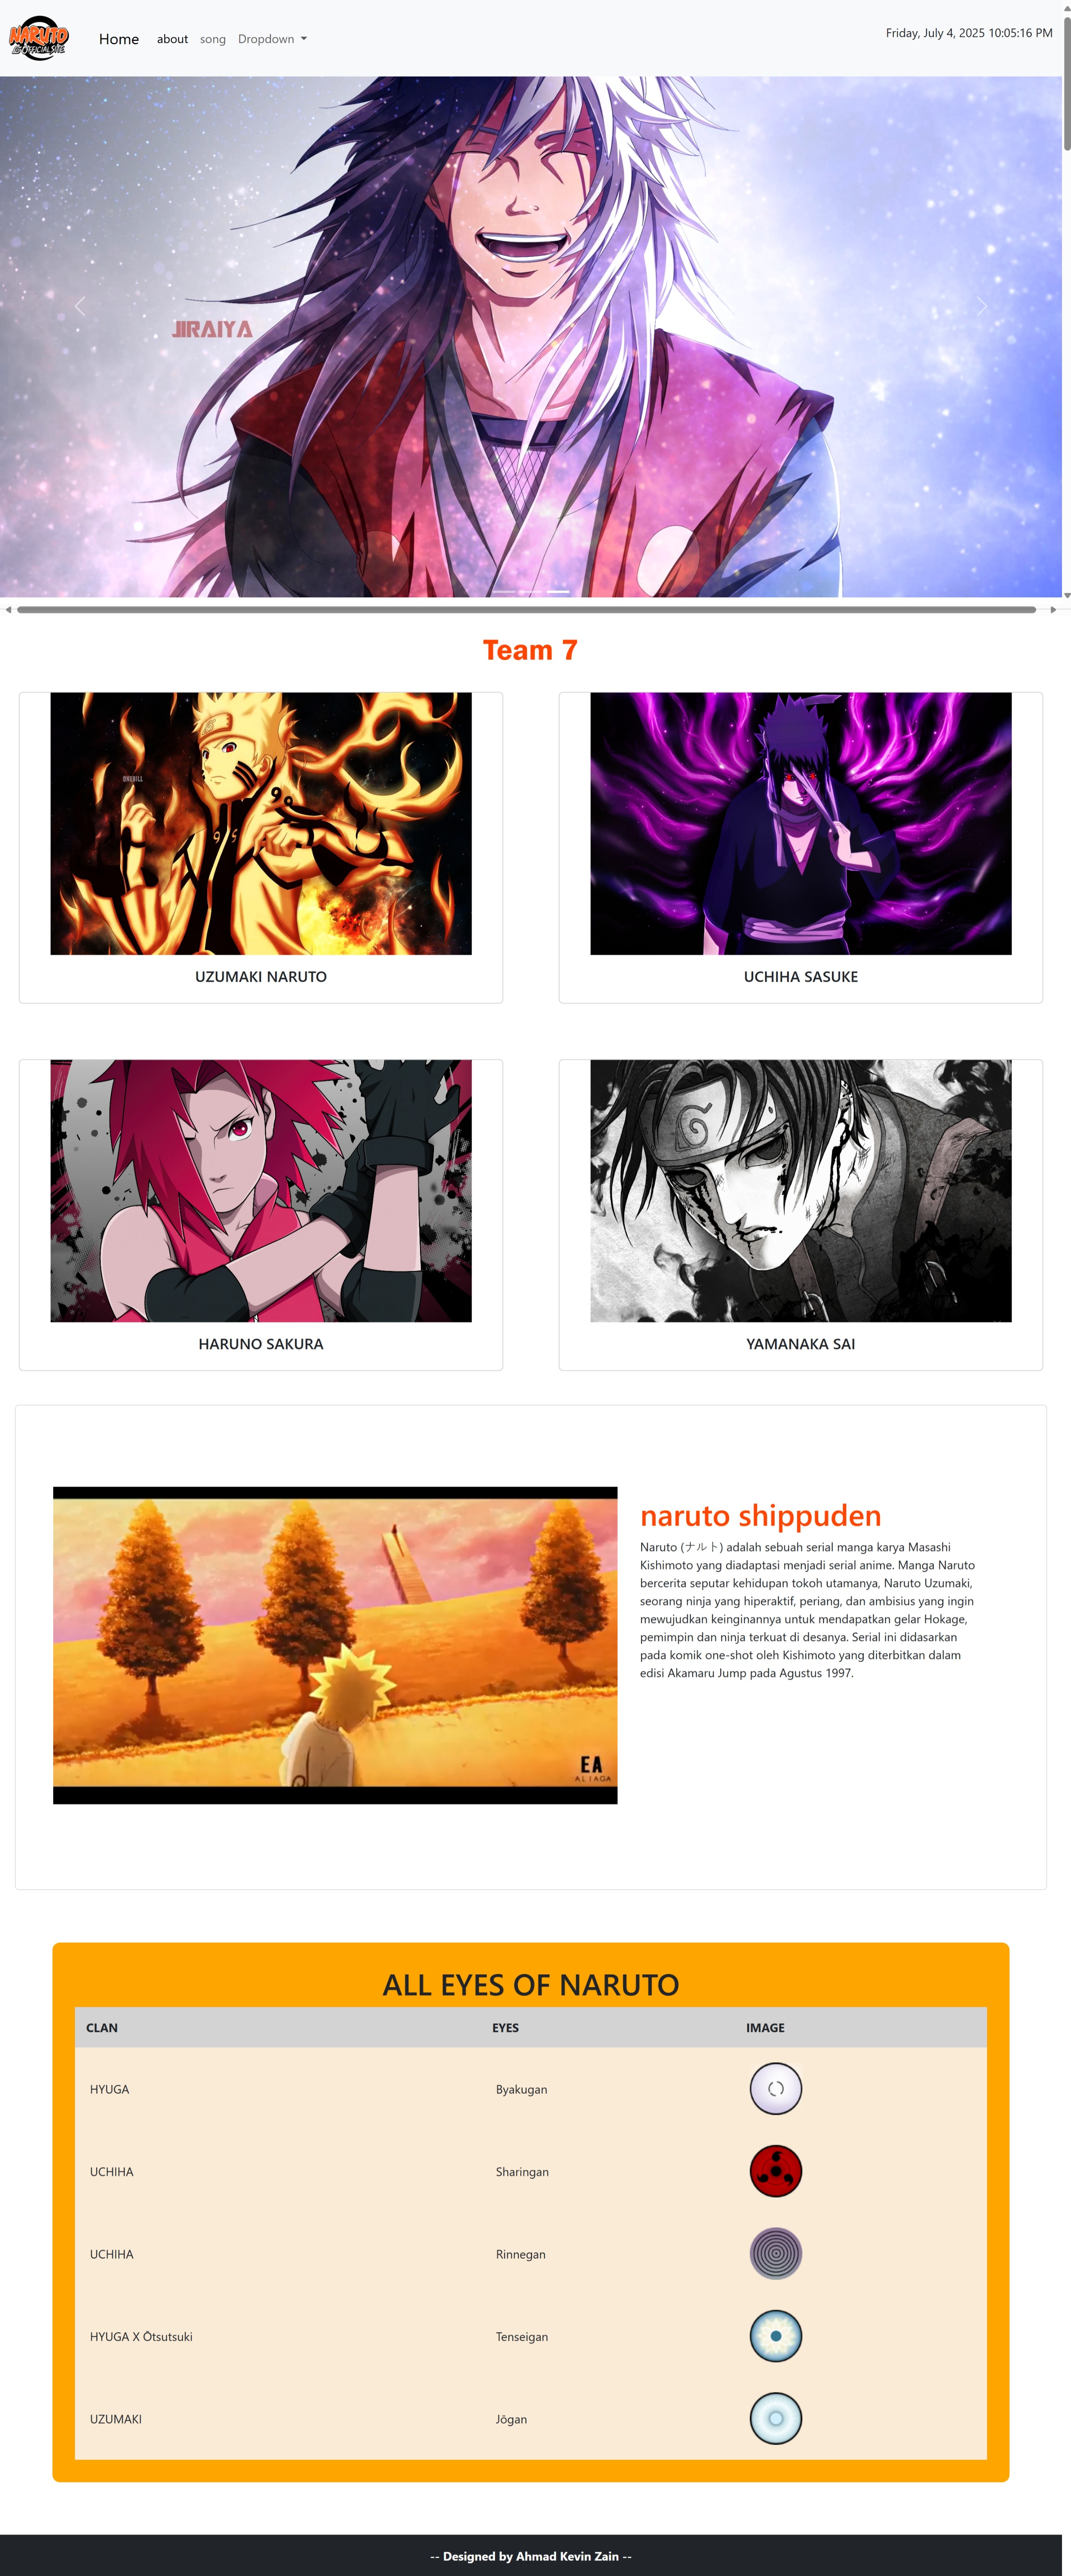 NARUTO
OFFICIAL SITE
Home about song Dropdown
Friday, July 4, 2025 10:05:16 PM
JIRAIYA
Team 7
UZUMAKI NARUTO
UCHIHA SASUKE
HARUNO SAKURA
YAMANAKA SAI
EA
ALIAGA
naruto shippuden
Naruto (ナルト) adalah sebuah serial manga karya Masashi
Kishimoto yang diadaptasi menjadi serial anime. Manga Naruto
bercerita seputar kehidupan tokoh utamanya, Naruto Uzumaki,
seorang ninja yang hiperaktif, periang, dan ambisius yang ingin
mewujudkan keinginannya untuk mendapatkan gelar Hokage,
pemimpin dan ninja terkuat di desanya. Serial ini didasarkan
pada komik one-shot oleh Kishimoto yang diterbitkan dalam
edisi Akamaru Jump pada Agustus 1997.
ALL EYES OF NARUTO
CLAN EYES IMAGE
HYUGA Byakugan
UCHIHA Sharingan
UCHIHA Rinnegan
HYUGA X Ōtsutsuki Tenseigan
UZUMAKI Jōgan
-- Designed by Ahmad Kevin Zain --